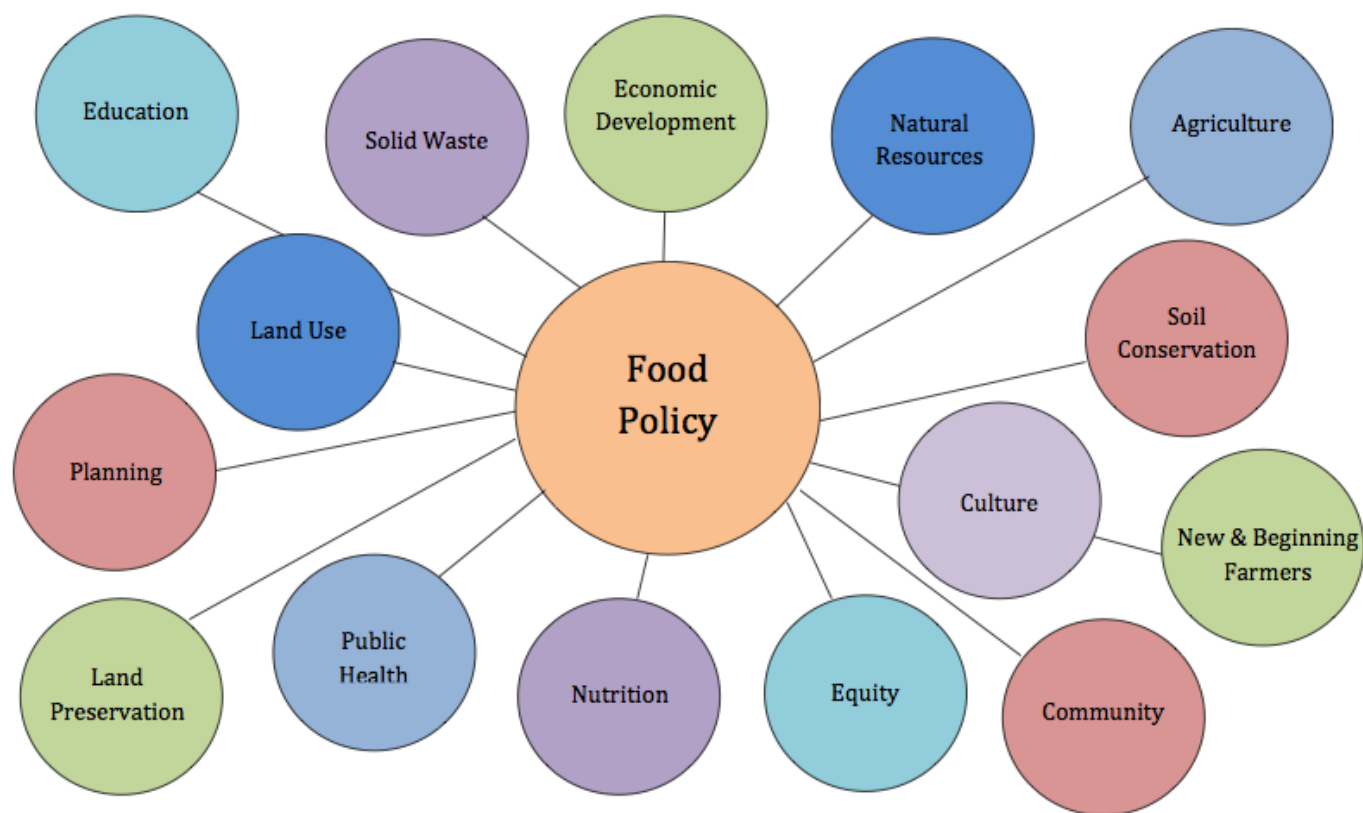 Education
Solid Waste
Economic
Development
Natural
Resources
Agriculture
Land Use
Food
Policy
Soil
Conservation
Planning
Culture
New & Beginning
Farmers
Land
Preservation
Public
Health
Nutrition
Equity
Community